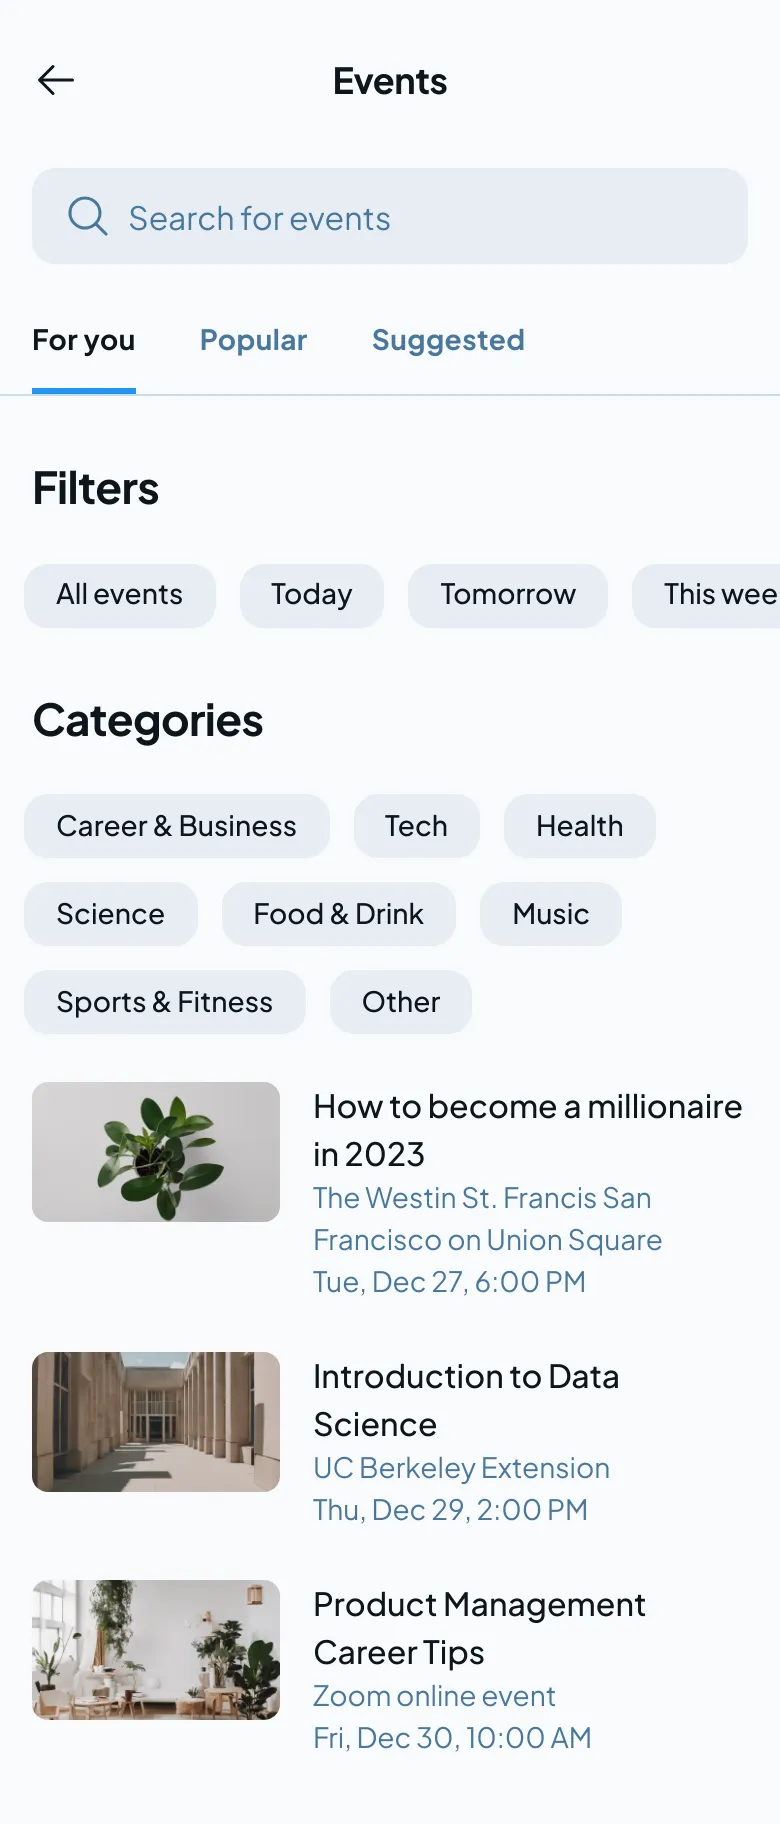 Events
Search for events
For you Popular Suggested
Filters
All events Today Tomorrow This wee
Categories
Career & Business Tech Health
Science Food & Drink Music
Sports & Fitness Other
How to become a millionaire
in 2023
The Westin St. Francis San
Francisco on Union Square
Tue, Dec 27, 6:00 PM
Introduction to Data
Science
UC Berkeley Extension
Thu, Dec 29, 2:00 PM
Product Management
Career Tips
Zoom online event
Fri, Dec 30, 10:00 AM